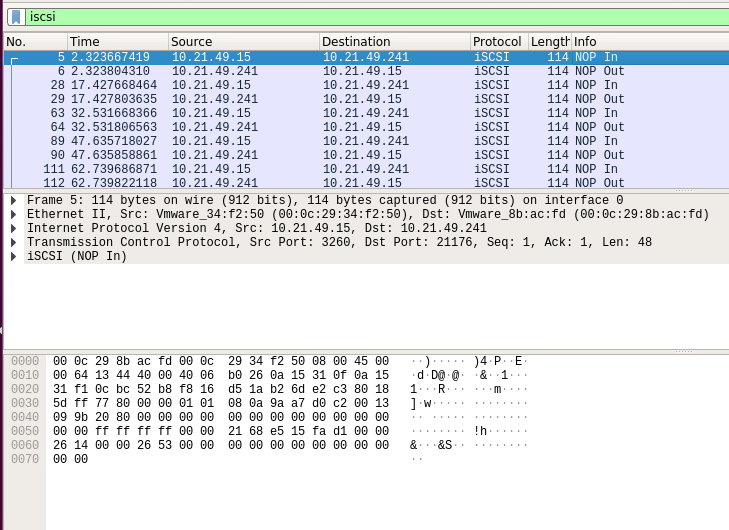 iscsi
No. Time Source Destination Protocol Length Info
5 2.323667419 10.21.49.15 10.21.49.241 iSCSI 114 NOP In
6 2.323804310 10.21.49.241 10.21.49.15 iSCSI 114 NOP Out
28 17.427668464 10.21.49.15 10.21.49.241 iSCSI 114 NOP In
29 17.427803635 10.21.49.241 10.21.49.15 iSCSI 114 NOP Out
63 32.531668366 10.21.49.15 10.21.49.241 iSCSI 114 NOP In
64 32.531806563 10.21.49.241 10.21.49.15 iSCSI 114 NOP Out
89 47.635718027 10.21.49.15 10.21.49.241 iSCSI 114 NOP In
90 47.635858861 10.21.49.241 10.21.49.15 iSCSI 114 NOP Out
111 62.739686871 10.21.49.15 10.21.49.241 iSCSI 114 NOP In
112 62.739822118 10.21.49.241 10.21.49.15 iSCSI 114 NOP Out
Frame 5: 114 bytes on wire (912 bits), 114 bytes captured (912 bits) on interface 0
Ethernet II, Src: Vmware_34:f2:50 (00:0c:29:34:f2:50), Dst: Vmware_8b:ac:fd (00:0c:29:8b:ac:fd)
Internet Protocol Version 4, Src: 10.21.49.15, Dst: 10.21.49.241
Transmission Control Protocol, Src Port: 3260, Dst Port: 21176, Seq: 1, Ack: 1, Len: 48
iSCSI (NOP In)
0000 00 0c 29 8b ac fd 00 0c 29 34 f2 50 08 00 45 00 ··)····· )4·P··E·
0010 00 64 13 44 40 00 40 06 b0 26 0a 15 31 0f 0a 15 ·d·D@·@· ·&··1···
0020 31 f1 0c bc 52 b8 f8 16 d5 1a b2 6d e2 c3 80 18 1···R··· ···m····
0030 5d ff 77 80 00 00 01 01 08 0a 9a a7 d0 c2 00 13 ]·w····· ········
0040 09 9b 20 80 00 00 00 00 00 00 00 00 00 00 00 00 ·· ····· ········
0050 00 00 ff ff ff ff 00 00 21 68 e5 15 fa d1 00 00 ········ !h······
0060 26 14 00 00 26 53 00 00 00 00 00 00 00 00 00 00 &···&S·· ········
0070 00 00 ··